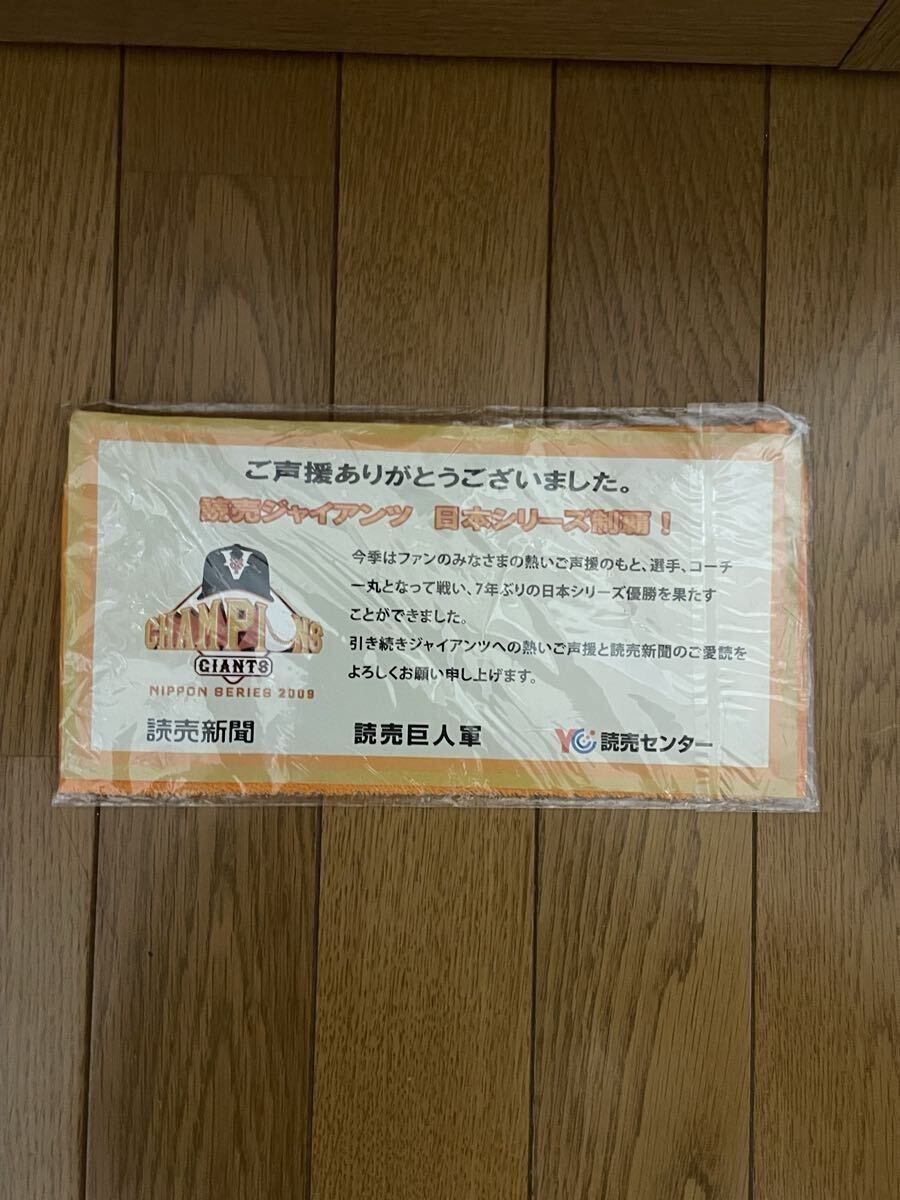 ご声援ありがとうございました。
読売ジャイアンツ 日本シリーズ制覇！
今季はファンのみなさまの熱いご声援のもと、選手、コーチ
一丸となって戦い、7年ぶりの日本シリーズ優勝を果たす
ことができました。
引き続きジャイアンツへの熱いご声援と読売新聞のご愛読を
よろしくお願い申し上げます。
CHAMPIONS
GIANTS
NIPPON SERIES 2009
読売新聞
読売巨人軍
YC 読売センター